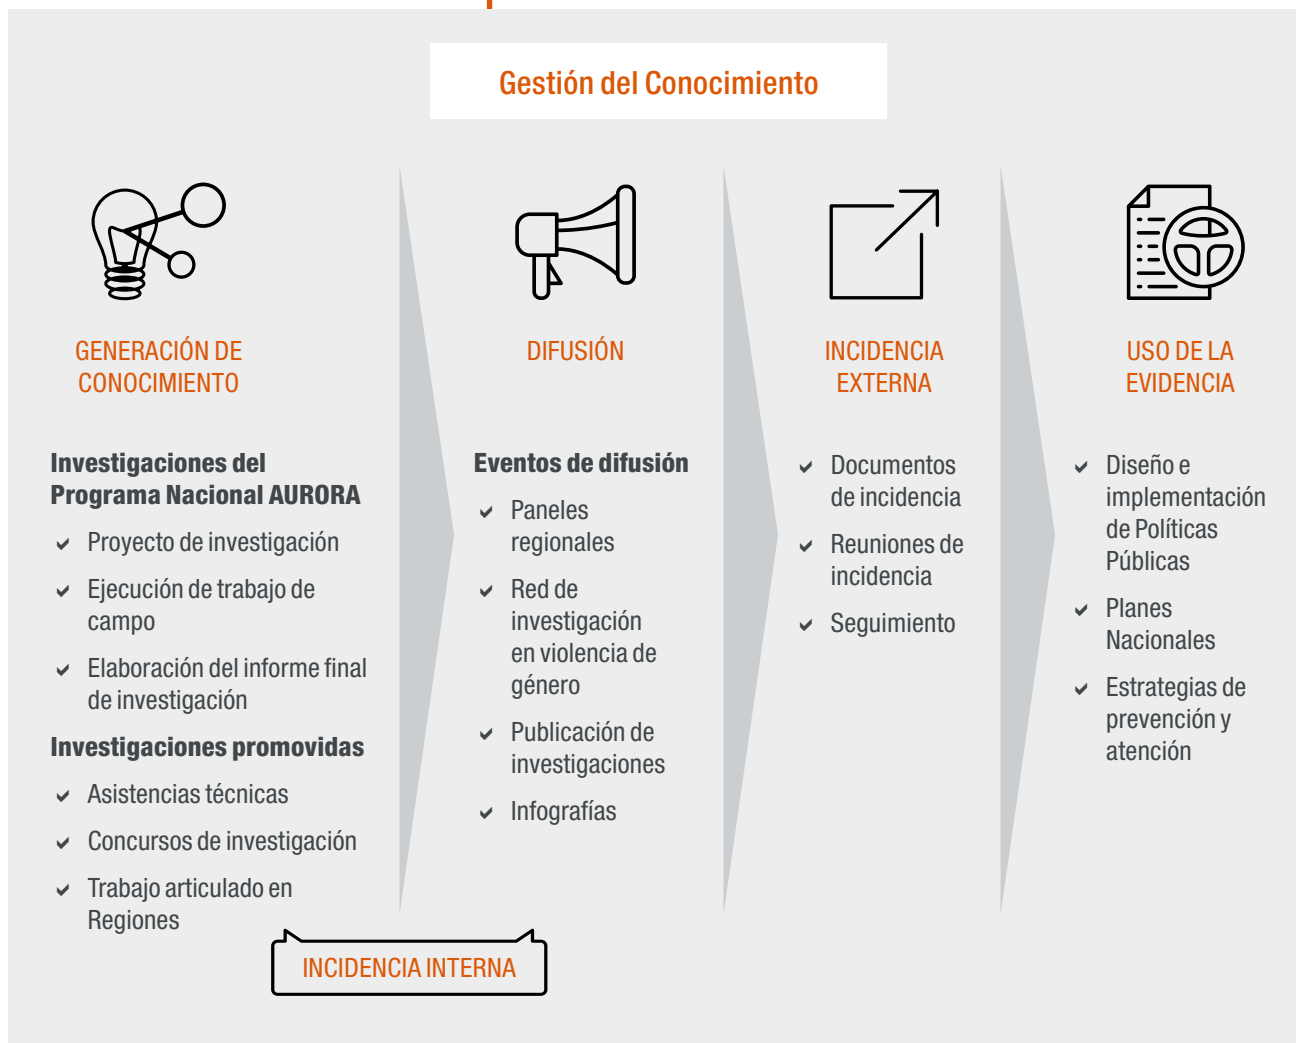 Gestión del Conocimiento
GENERACIÓN DE
CONOCIMIENTO
Investigaciones del
Programa Nacional AURORA
Proyecto de investigación
Ejecución de trabajo de
campo
Elaboración del informe final
de investigación
Investigaciones promovidas
Asistencias técnicas
Concursos de investigación
Trabajo articulado en
Regiones
INCIDENCIA INTERNA
DIFUSIÓN
Eventos de difusión
Paneles
regionales
Red de
investigación
en violencia de
género
Publicación de
investigaciones
Infografías
INCIDENCIA
EXTERNA
Documentos
de incidencia
Reuniones de
incidencia
Seguimiento
USO DE LA
EVIDENCIA
Diseño e
implementación
de Políticas
Públicas
Planes
Nacionales
Estrategias de
prevención y
atención